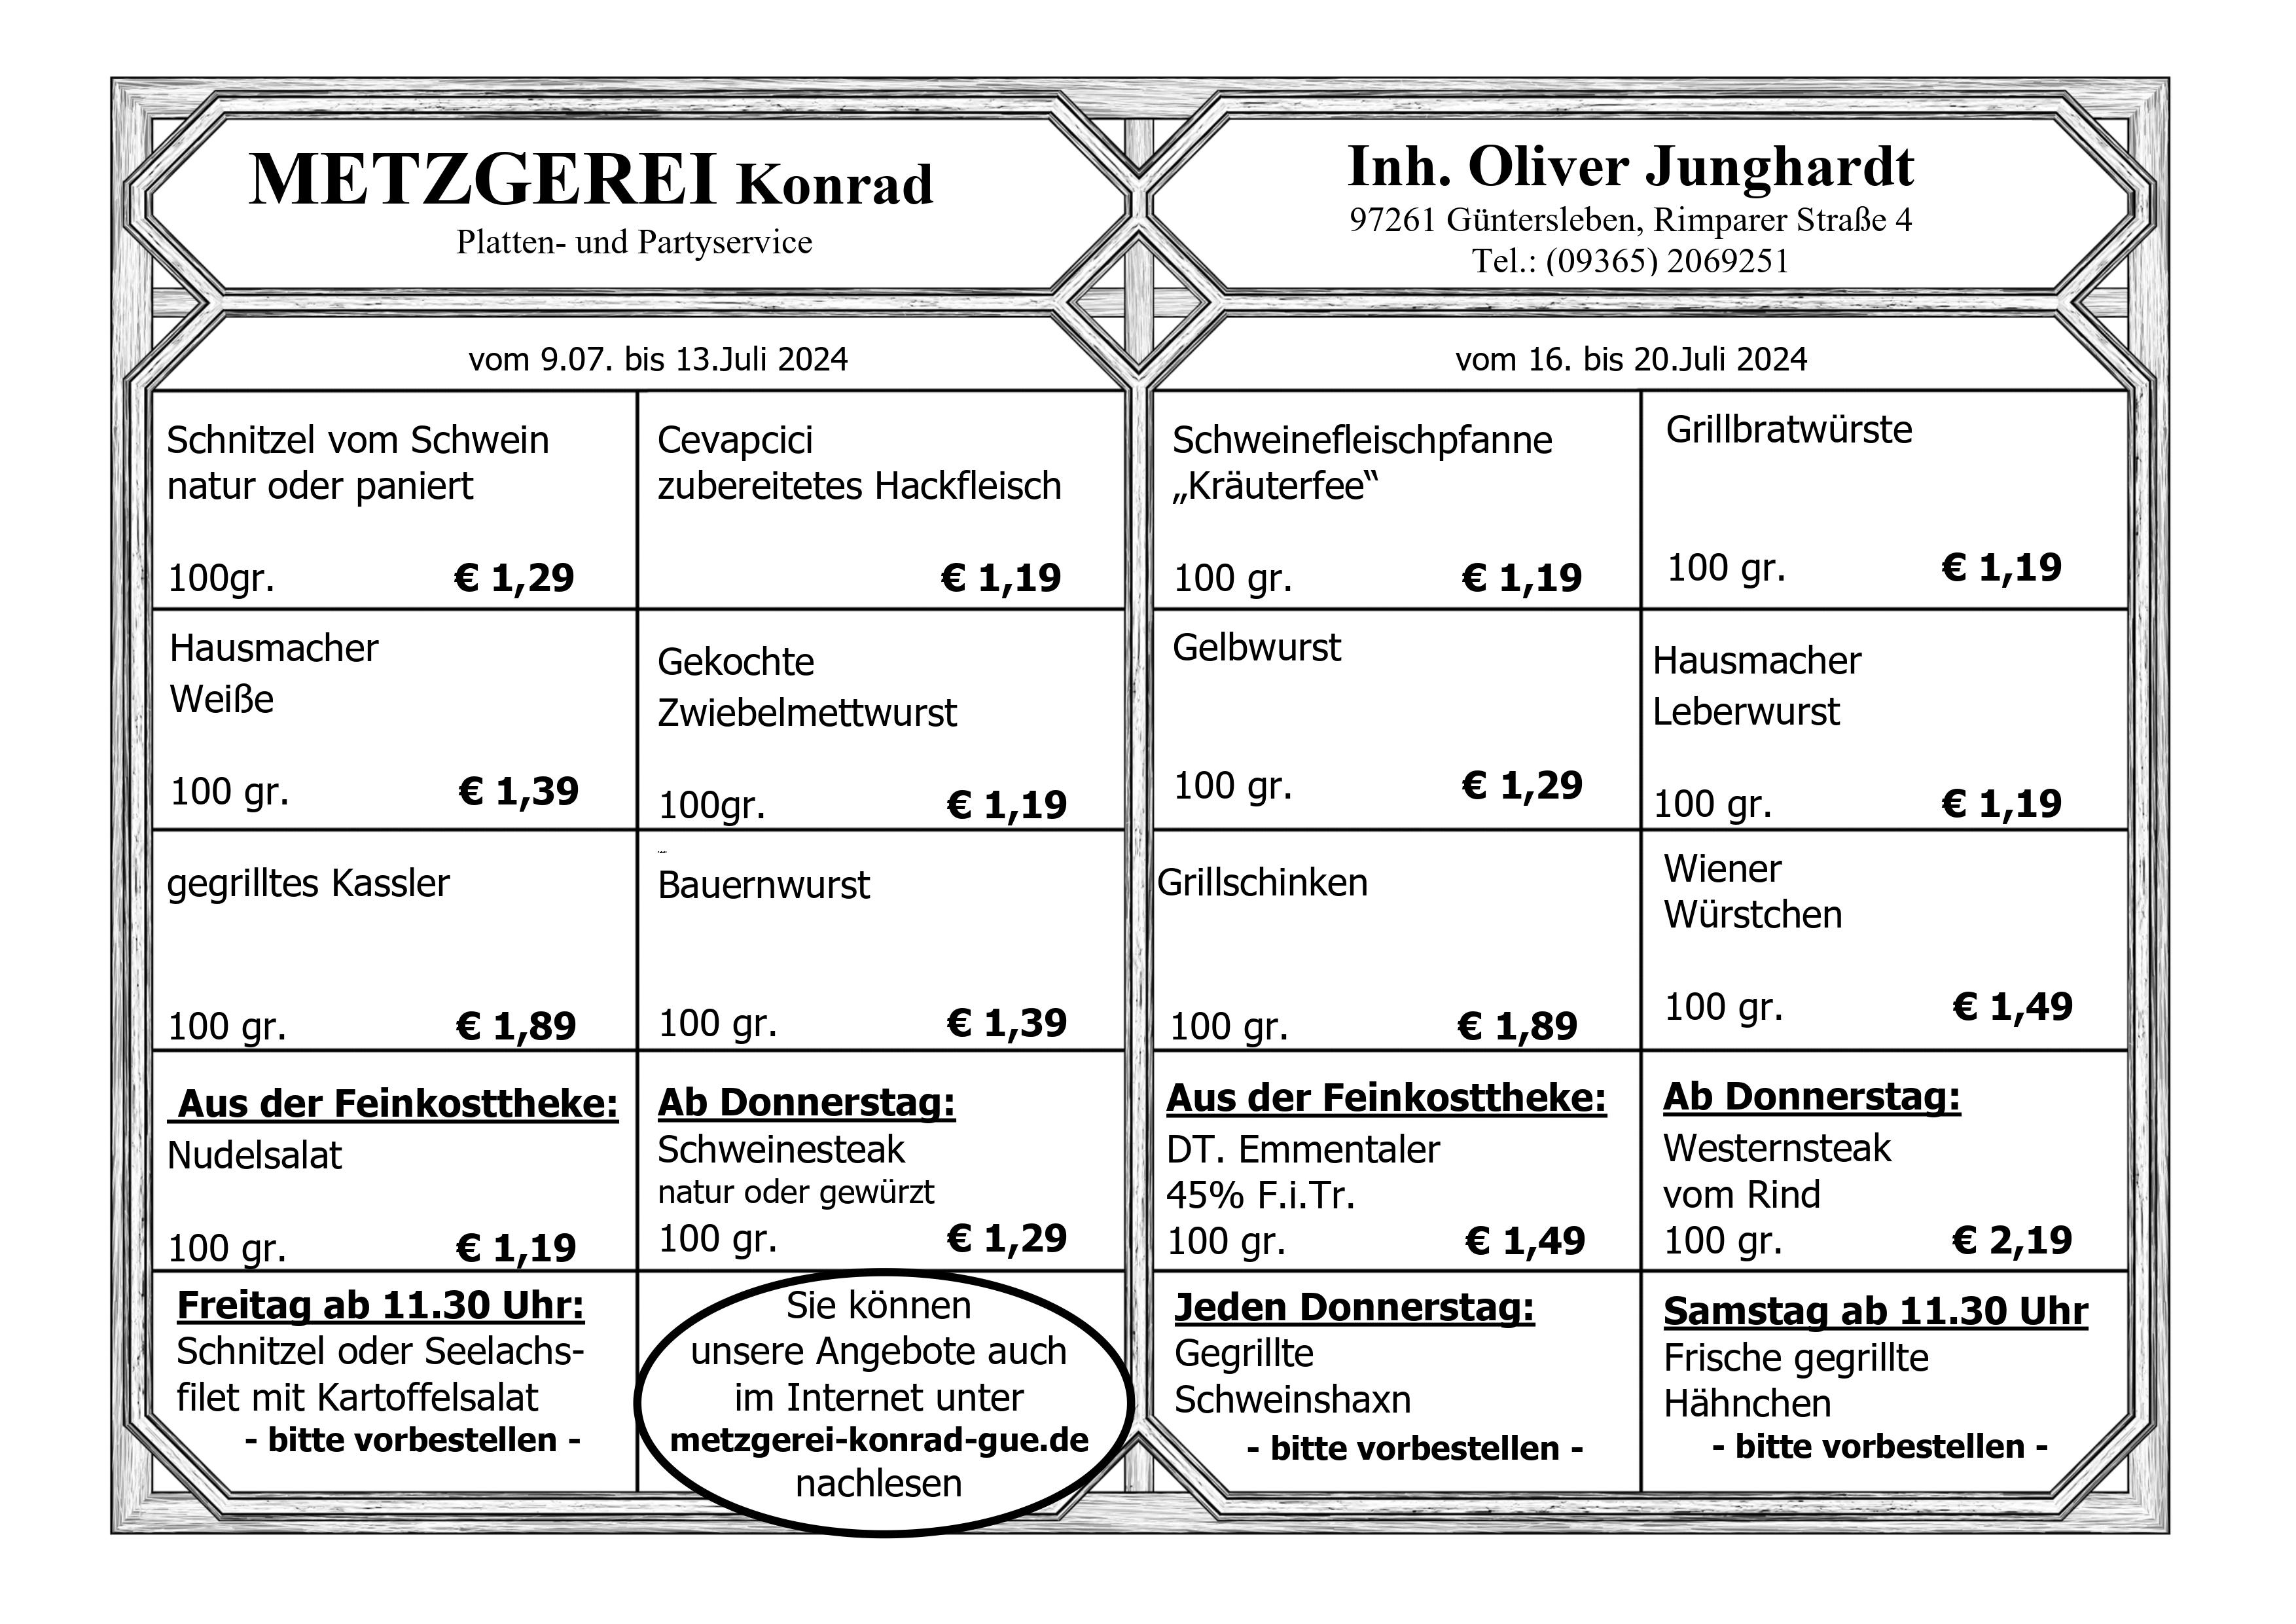 METZGEREI Konrad
Platten- und Partyservice
Inh. Oliver Junghardt
97261 Güntersleben, Rimparer Straße 4
Tel.: (09365) 2069251
vom 9.07. bis 13.Juli 2024
Schnitzel vom Schwein
natur oder paniert
100gr. € 1,29
Cevapcici
zubereitetes Hackfleisch
€ 1,19
Hausmacher
Weiße
100 gr. € 1,39
Gekochte
Zwiebelmettwurst
100gr. € 1,19
gegrilltes Kassler
100 gr. € 1,89
Bauernwurst
100 gr. € 1,39
Aus der Feinkosttheke:
Nudelsalat
100 gr. € 1,19
Ab Donnerstag:
Schweinesteak
natur oder gewürzt
100 gr. € 1,29
Freitag ab 11.30 Uhr:
Schnitzel oder Seelachs-
filet mit Kartoffelsalat
- bitte vorbestellen -
Sie können
unsere Angebote auch
im Internet unter
metzgerei-konrad-gue.de
nachlesen
vom 16. bis 20.Juli 2024
Schweinefleischpfanne
„Kräuterfee“
100 gr. € 1,19
Grillbratwürste
100 gr. € 1,19
Gelbwurst
100 gr. € 1,29
Hausmacher
Leberwurst
100 gr. € 1,19
Grillschinken
100 gr. € 1,89
Wiener
Würstchen
100 gr. € 1,49
Aus der Feinkosttheke:
DT. Emmentaler
45% F.i.Tr.
100 gr. € 1,49
Ab Donnerstag:
Westernsteak
vom Rind
100 gr. € 2,19
Jeden Donnerstag:
Gegrillte
Schweinshaxn
- bitte vorbestellen -
Samstag ab 11.30 Uhr
Frische gegrillte
Hähnchen
- bitte vorbestellen -